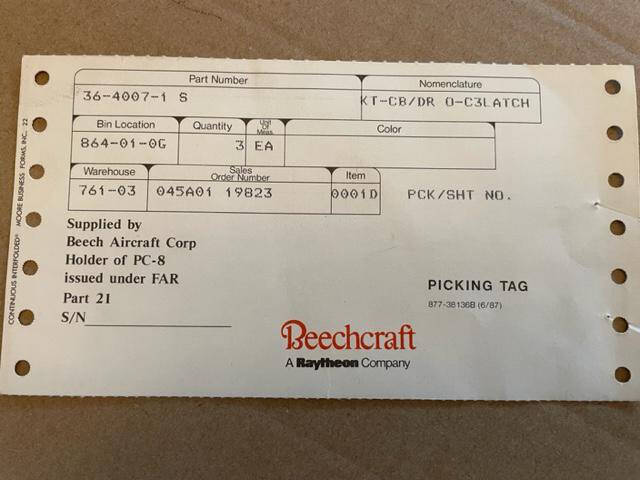 Part Number
Nomenclature
36-4007-1 S
KT-CB/DR O-C3LATCH
Bin Location
Quantity
Unit Of Meas.
Color
864-01-0G
3
EA
Warehouse
Sales Order Number
Item
761-03
045A01 19823
0001D
PCK/SHT NO.
Supplied by
Beech Aircraft Corp
Holder of PC-8
issued under FAR
Part 21
S/N
PICKING TAG
877-38136B (6/87)
Beechcraft
A Raytheon Company
CONTINUOUS INTERFOLDED® MOORE BUSINESS FORMS, INC. 22